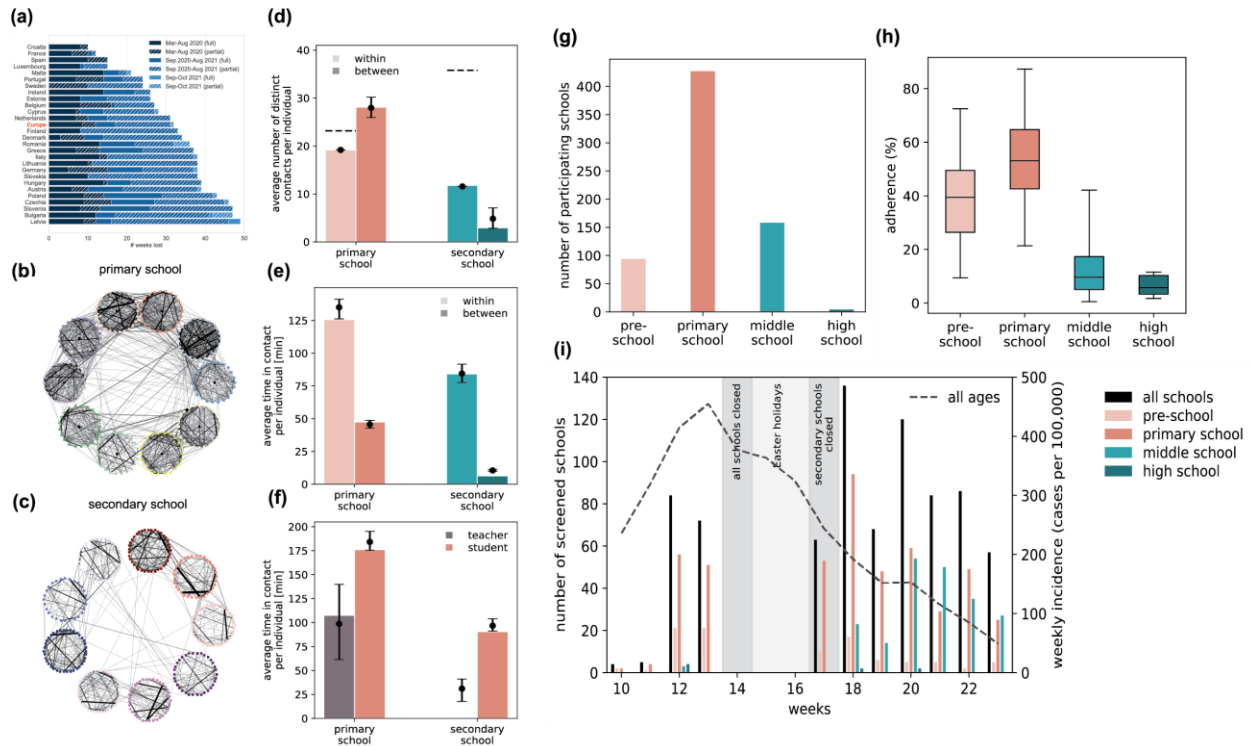 (a)
Mar-Aug 2020 (full)
Mar-Aug 2020 (partial)
Sep 2020-Aug 2021 (full)
Sep 2020-Aug 2021 (partial)
Sep-Oct 2021 (full)
Sep-Oct 2021 (partial)
Croatia
France
Spain
Luxembourg
Malta
Portugal
Sweden
Ireland
Estonia
Belgium
Cyprus
Netherlands
Europe
Finland
Denmark
Romania
Greece
Italy
Lithuania
Germany
Slovakia
Hungary
Austria
Poland
Czechia
Slovenia
Bulgaria
Latvia
0 10 20 30 40 50
# weeks lost
(b)
primary school
(c)
secondary school
(d)
within
between
average number of distinct
contacts per individual
0
10
20
30
40
primary
school
secondary
school
(e)
within
between
average time in contact
per individual [min]
0
25
50
75
100
125
primary
school
secondary
school
(f)
teacher
student
average time in contact
per individual [min]
0
25
50
75
100
125
150
175
200
primary
school
secondary
school
(g)
number of participating schools
0
50
100
150
200
250
300
350
400
pre-
school
primary
school
middle
school
high
school
(h)
adherence (%)
0
20
40
60
80
pre-
school
primary
school
middle
school
high
school
(i)
number of screened schools
0
20
40
60
80
100
120
140
all schools closed
Easter holidays
secondary schools
closed
all ages
10 12 14 16 18 20 22
weeks
0
100
200
300
400
500
weekly incidence (cases per 100,000)
all schools
pre-school
primary school
middle school
high school